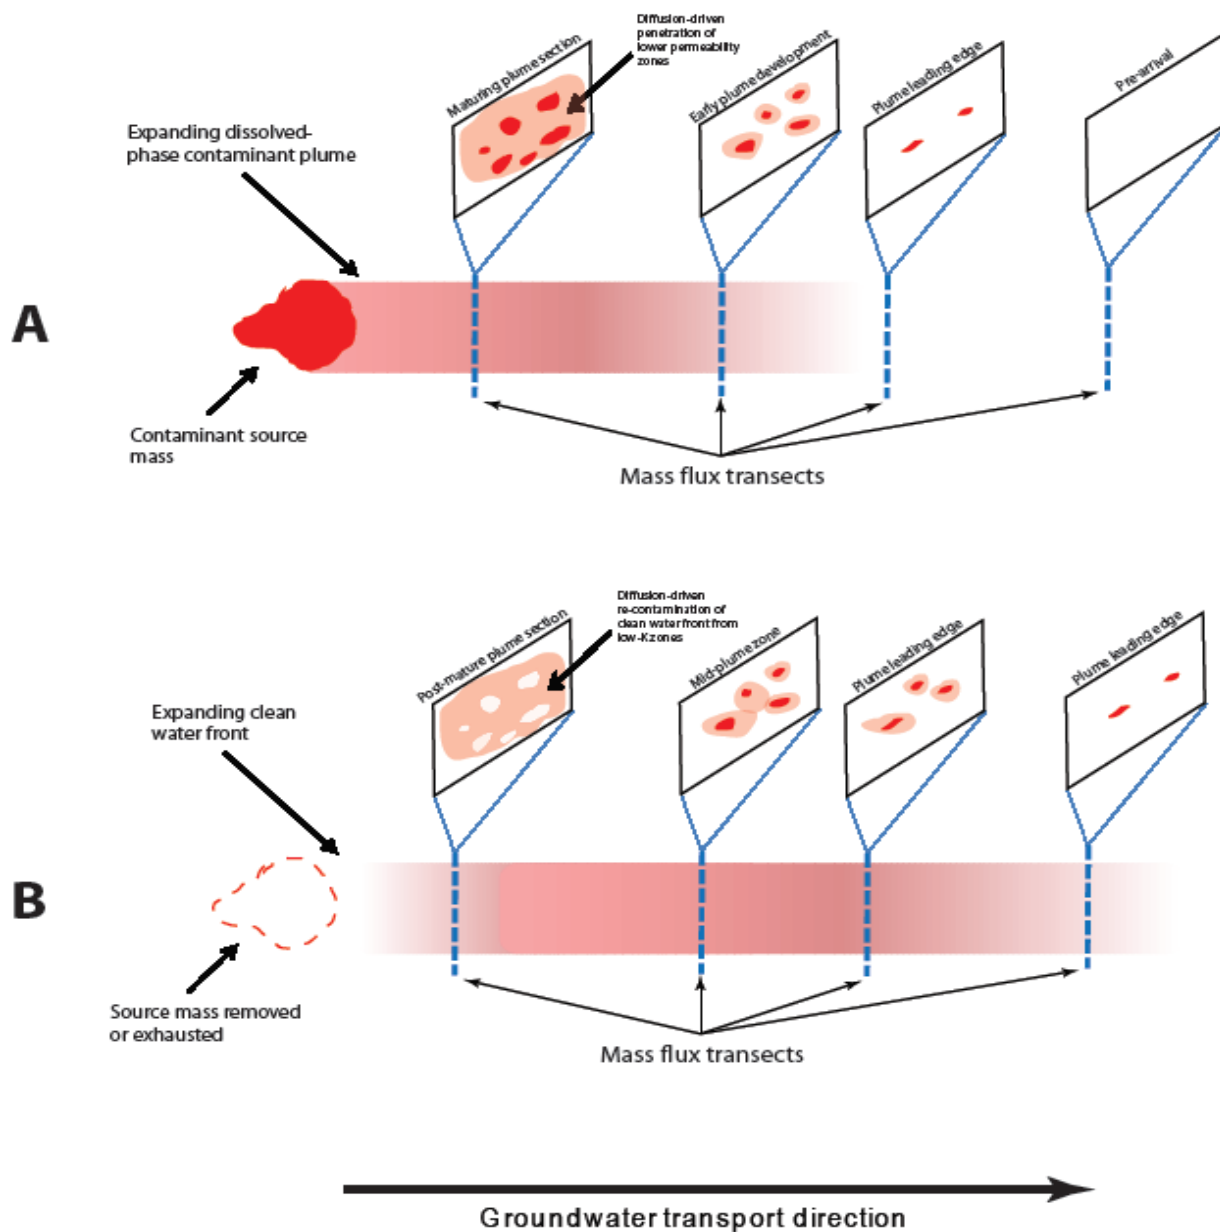 Diffusion-driven
penetration of
lower permeability
zones
Maturing plume section
Early plume development
Plume leading edge
Pre-arrival
Expanding dissolved-
phase contaminant plume
A
Contaminant source
mass
Mass flux transects
Diffusion-driven
re-contamination of
clean water front from
low-K zones
Post-mature plume section
Mid-plume zone
Plume leading edge
Plume leading edge
Expanding clean
water front
B
Source mass removed
or exhausted
Mass flux transects
Groundwater transport direction